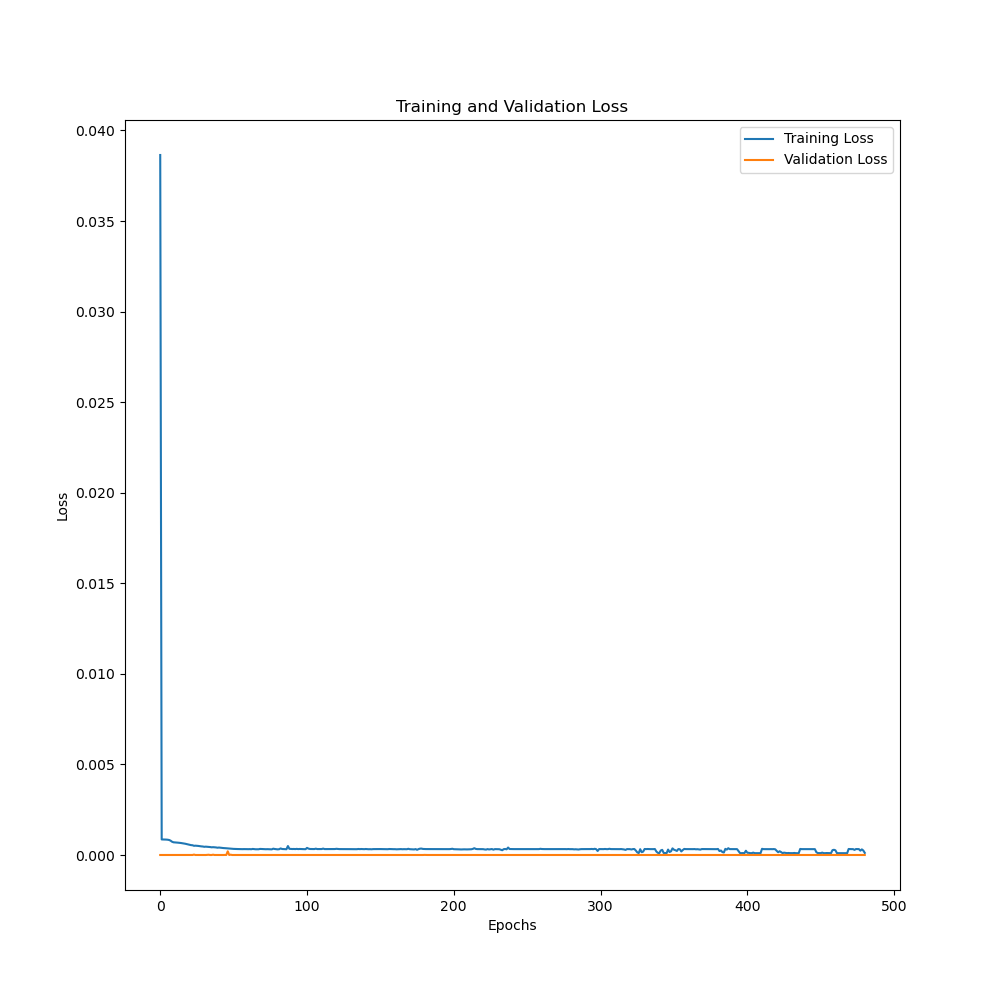 Training and Validation Loss
Training Loss
Validation Loss
0.040
0.035
0.030
0.025
0.020
0.015
0.010
0.005
0.000
Loss
0 100 200 300 400 500
Epochs